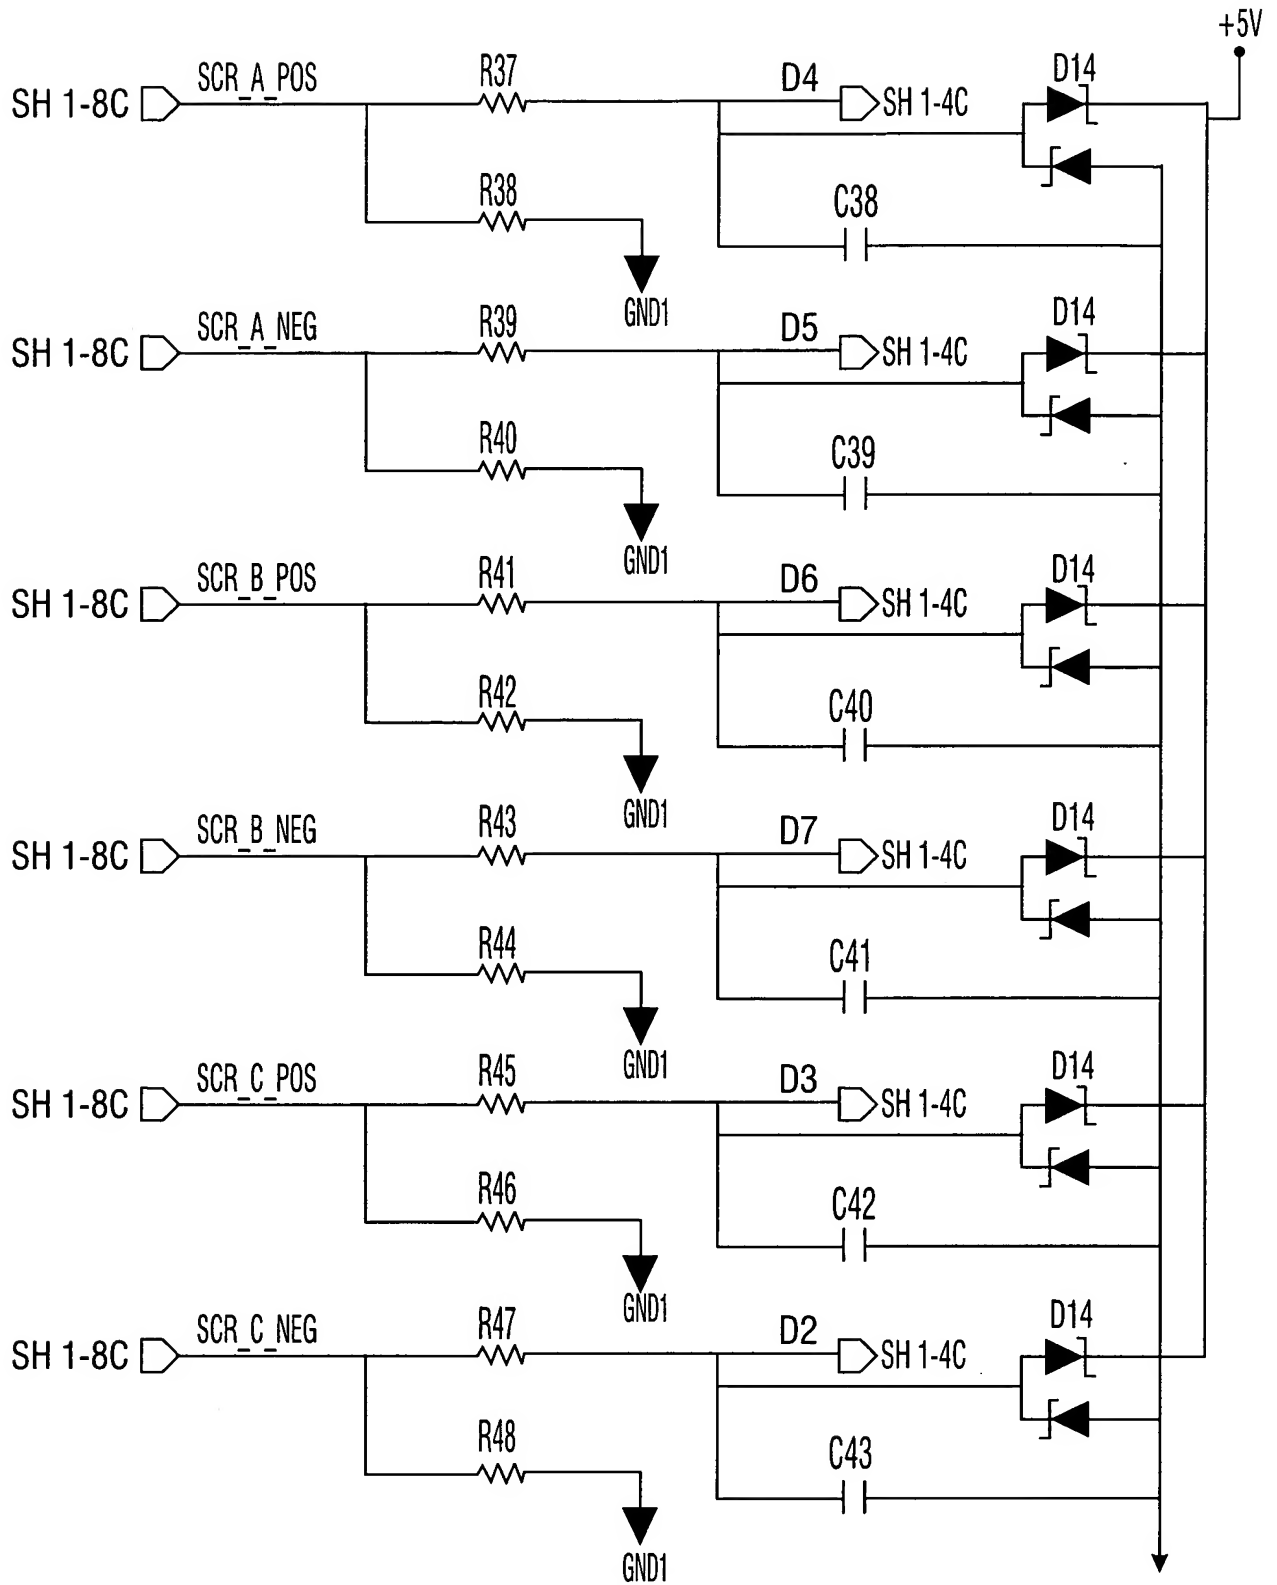 +5V
SCR_A_POS
R37
D4
D14
SH 1-8C
SH 1-4C
R38
C38
GND1
SCR_A_NEG
R39
D5
D14
SH 1-8C
SH 1-4C
R40
C39
GND1
SCR_B_POS
R41
D6
D14
SH 1-8C
SH 1-4C
R42
C40
GND1
SCR_B_NEG
R43
D7
D14
SH 1-8C
SH 1-4C
R44
C41
GND1
SCR_C_POS
R45
D3
D14
SH 1-8C
SH 1-4C
R46
C42
GND1
SCR_C_NEG
R47
D2
D14
SH 1-8C
SH 1-4C
R48
C43
GND1